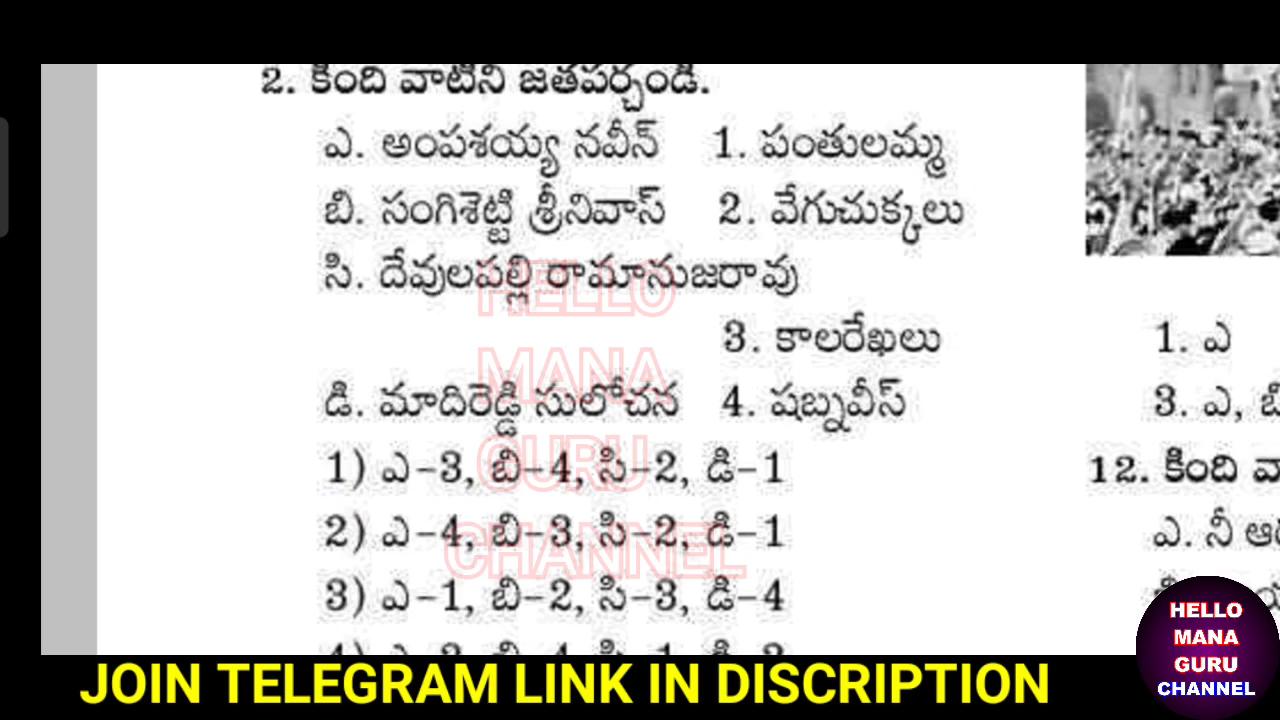 2. కింది వాటిని జతపర్చండి.
ఎ. అంపశయ్య నవీన్ 1. పంతులమ్మ
బి. సంగిశెట్టి శ్రీనివాస్ 2. వేగుచుక్కలు
సి. దేవులపల్లి రామానుజరావు
3. కాలరేఖలు
డి. మాదిరెడ్డి సులోచన 4. షబ్నవీస్
1) ఎ-3, బి-4, సి-2, డి-1
2) ఎ-4, బి-3, సి-2, డి-1
3) ఎ-1, బి-2, సి-3, డి-4
1. ఎ
3. ఎ,
12. కింది
ఎ. నీ
HELLO
MANA
GURU
CHANNEL
HELLO
MANA
GURU
CHANNEL
JOIN TELEGRAM LINK IN DISCRIPTION